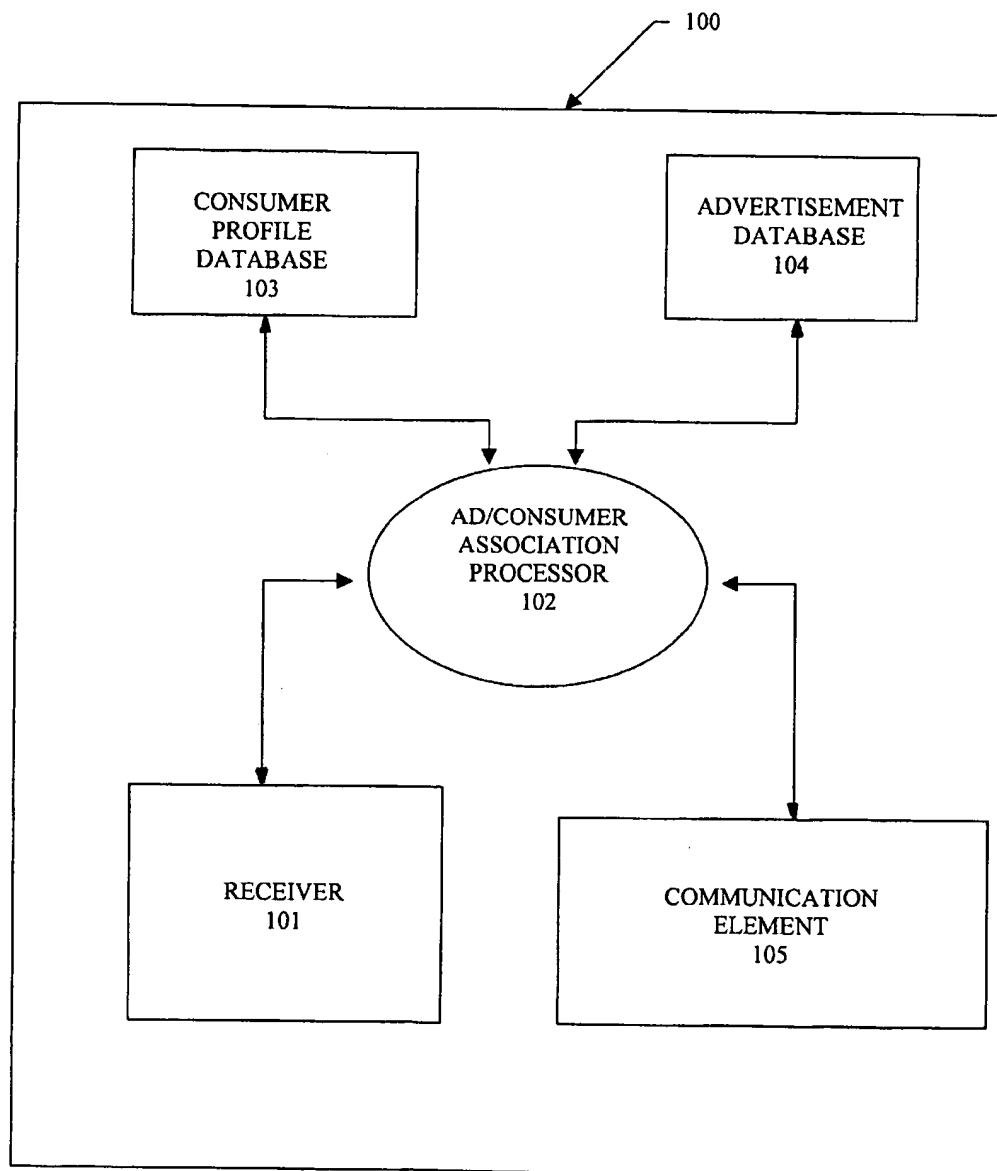 100
CONSUMER
PROFILE
DATABASE
103
ADVERTISEMENT
DATABASE
104
AD/CONSUMER
ASSOCIATION
PROCESSOR
102
RECEIVER
101
COMMUNICATION
ELEMENT
105